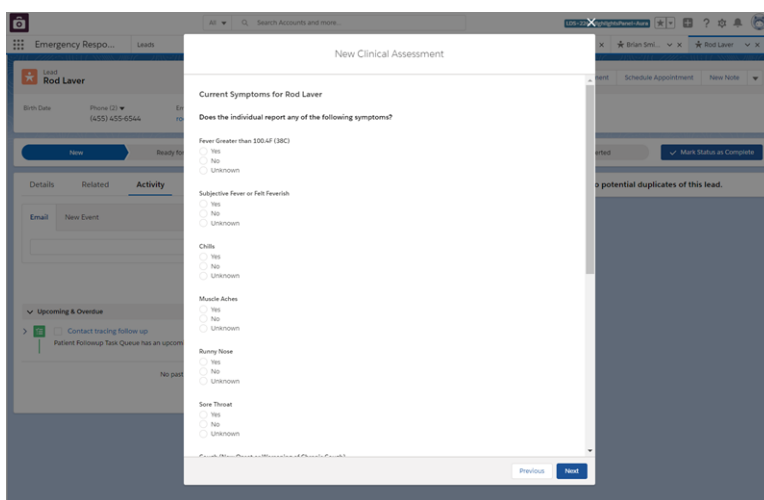 All
Search Accounts and more...
Emergency Respo...
Leads
Brian Smi...
Rod Laver
Lead
Rod Laver
Schedule Appointment
New Note
Birth Date
Phone (2)
(455) 455-6544
New
Mark Status as Complete
Details
Related
Activity
potential duplicates of this lead.
Email
New Event
Upcoming & Overdue
Contact tracing follow up
Patient Followup Task Queue has an upcom
No past
New Clinical Assessment
Current Symptoms for Rod Laver
Does the individual report any of the following symptoms?
Fever Greater than 100.4F (38C)
Yes
No
Unknown
Subjective Fever or Felt Feverish
Yes
No
Unknown
Chills
Yes
No
Unknown
Muscle Aches
Yes
No
Unknown
Runny Nose
Yes
No
Unknown
Sore Throat
Yes
No
Unknown
Previous
Next